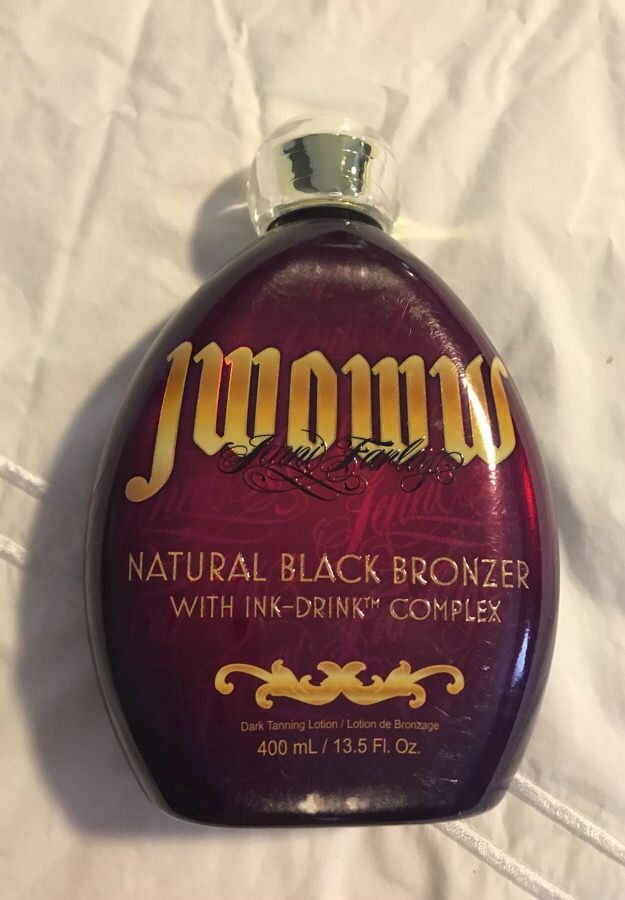 JWOWW
Jenni Farley
NATURAL BLACK BRONZER
WITH INK-DRINK™ COMPLEX
Dark Tanning Lotion / Lotion de Bronzage
400 mL / 13.5 Fl. Oz.